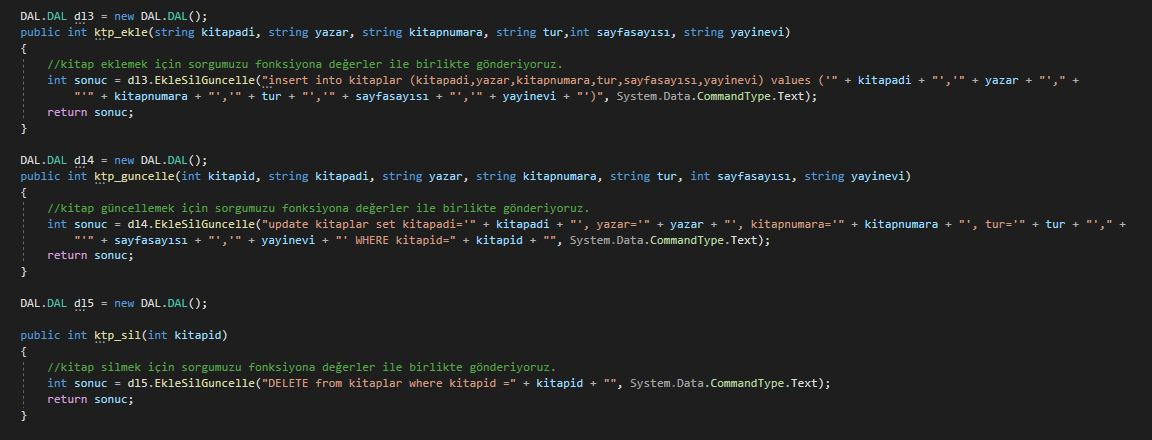 DAL.DAL dl3 = new DAL.DAL();
public int ktp_ekle(string kitapadi, string yazar, string kitapnumara, string tur,int sayfasayısı, string yayinevi)
{
//kitap eklemek için sorgumuzu fonksiyona değerler ile birlikte gönderiyoruz.
int sonuc = dl3.EkleSilGuncelle("insert into kitaplar (kitapadi,yazar,kitapnumara,tur,sayfasayısı,yayinevi) values ('" + kitapadi + "','" + yazar + "'," +
"'" + kitapnumara + "','" + tur + "','" + sayfasayısı + "','" + yayinevi + "')", System.Data.CommandType.Text);
return sonuc;
}
DAL.DAL dl4 = new DAL.DAL();
public int ktp_guncelle(int kitapid, string kitapadi, string yazar, string kitapnumara, string tur, int sayfasayısı, string yayinevi)
{
//kitap güncellemek için sorgumuzu fonksiyona değerler ile birlikte gönderiyoruz.
int sonuc = dl4.EkleSilGuncelle("update kitaplar set kitapadi='" + kitapadi + "', yazar='" + yazar + "', kitapnumara='" + kitapnumara + "', tur='" + tur + "'," +
"'" + sayfasayısı + "','" + yayinevi + "' WHERE kitapid=" + kitapid + "", System.Data.CommandType.Text);
return sonuc;
}
DAL.DAL dl5 = new DAL.DAL();
public int ktp_sil(int kitapid)
{
//kitap silmek için sorgumuzu fonksiyona değerler ile birlikte gönderiyoruz.
int sonuc = dl5.EkleSilGuncelle("DELETE from kitaplar where kitapid =" + kitapid + "", System.Data.CommandType.Text);
return sonuc;
}